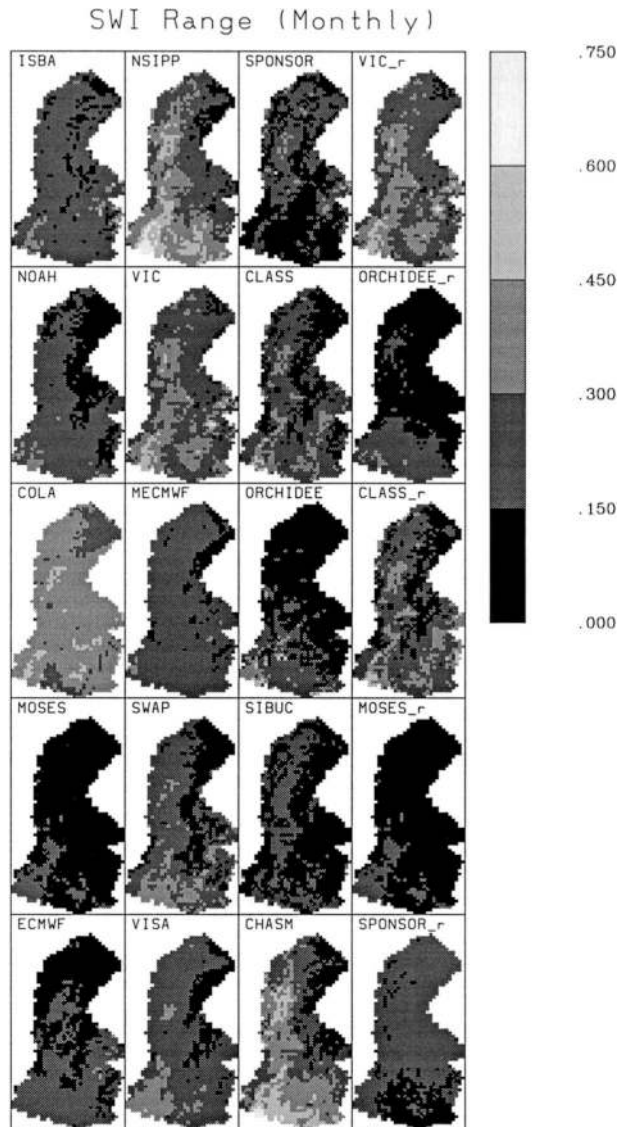 SWI Range (Monthly)
ISBA NSIPP SPONSOR VIC_r
.750
.600
NOAH VIC CLASS ORCHIDEE_r
.450
.300
COLA MECMWF ORCHIDEE CLASS_r
.150
.000
MOSES SWAP SIBUC MOSES_r
ECMWF VISA CHASM SPONSOR_r